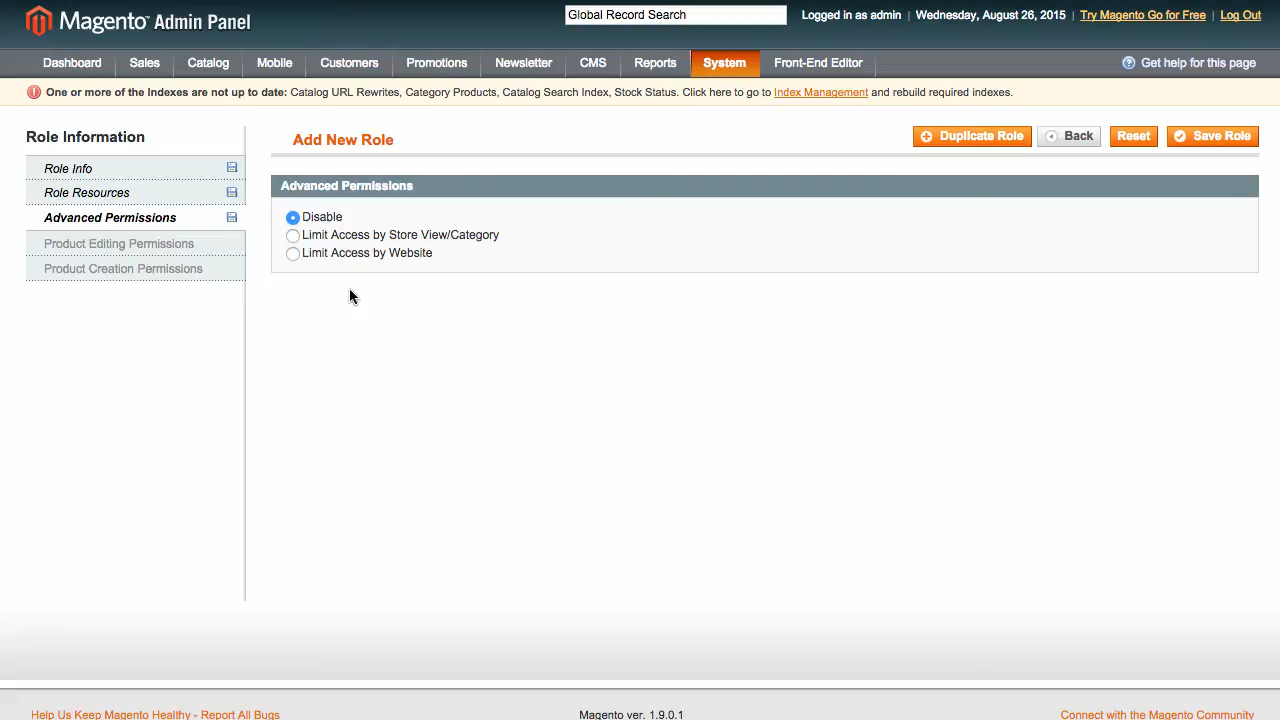 Magento™ Admin Panel
Global Record Search
Logged in as admin | Wednesday, August 26, 2015 | Try Magento Go for Free | Log Out
Dashboard Sales Catalog Mobile Customers Promotions Newsletter CMS Reports System Front-End Editor
Get help for this page
One or more of the Indexes are not up to date: Catalog URL Rewrites, Category Products, Catalog Search Index, Stock Status. Click here to go to Index Management and rebuild required indexes.
Role Information
Role Info
Role Resources
Advanced Permissions
Product Editing Permissions
Product Creation Permissions
Add New Role
Duplicate Role Back Reset Save Role
Advanced Permissions
Disable
Limit Access by Store View/Category
Limit Access by Website
Help Us Keep Magento Healthy - Report All Bugs
Magento ver. 1.9.0.1
Connect with the Magento Community